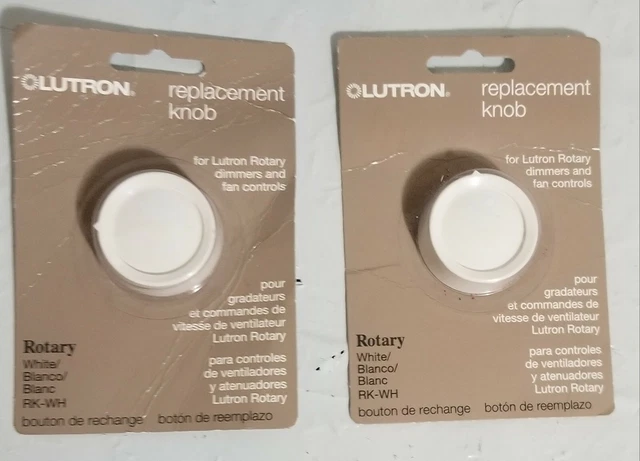 LUTRON®
replacement
knob
for Lutron Rotary
dimmers and
fan controls
pour
gradateurs
et commandes de
vitesse de ventilateur
Lutron Rotary
para controles
de ventiladores
y atenuadores
Lutron Rotary
Rotary
White/
Blanco/
Blanc
RK-WH
bouton de rechange botón de reemplazo
LUTRON®
replacement
knob
for Lutron Rotary
dimmers and
fan controls
pour
gradateurs
et commandes de
vitesse de ventilateur
Lutron Rotary
para controles
de ventiladores
y atenuadores
Lutron Rotary
Rotary
White/
Blanco/
Blanc
RK-WH
bouton de rechange botón de reemplazo